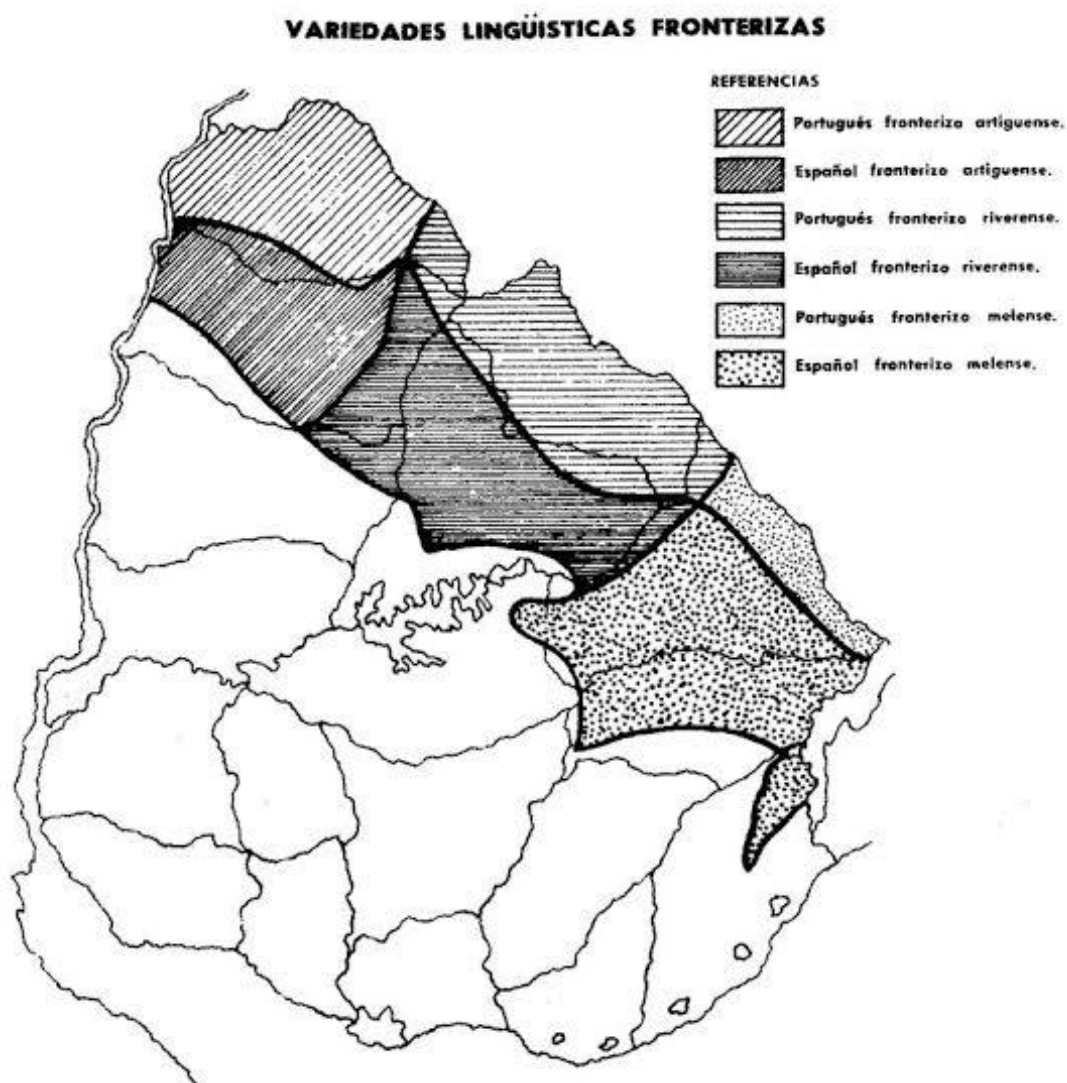 VARIEDADES LINGÜISTICAS FRONTERIZAS
REFERENCIAS
Portugués fronterizo artiguense.
Español fronterizo artiguense.
Portugués fronterizo riverense.
Español fronterizo riverense.
Portugués fronterizo melense.
Español fronterizo melense.